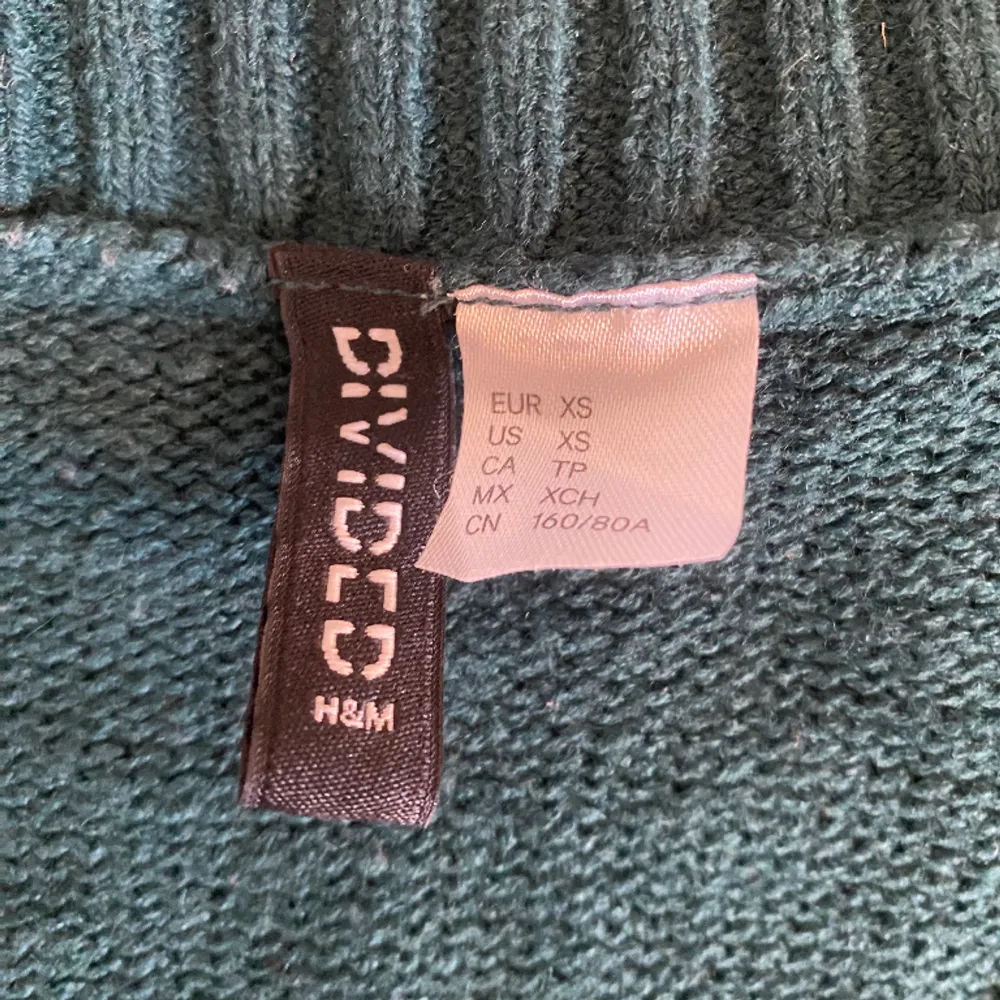 DIVIDED
H&M
EUR XS
US XS
CA TP
MX XCH
CN 160/80A